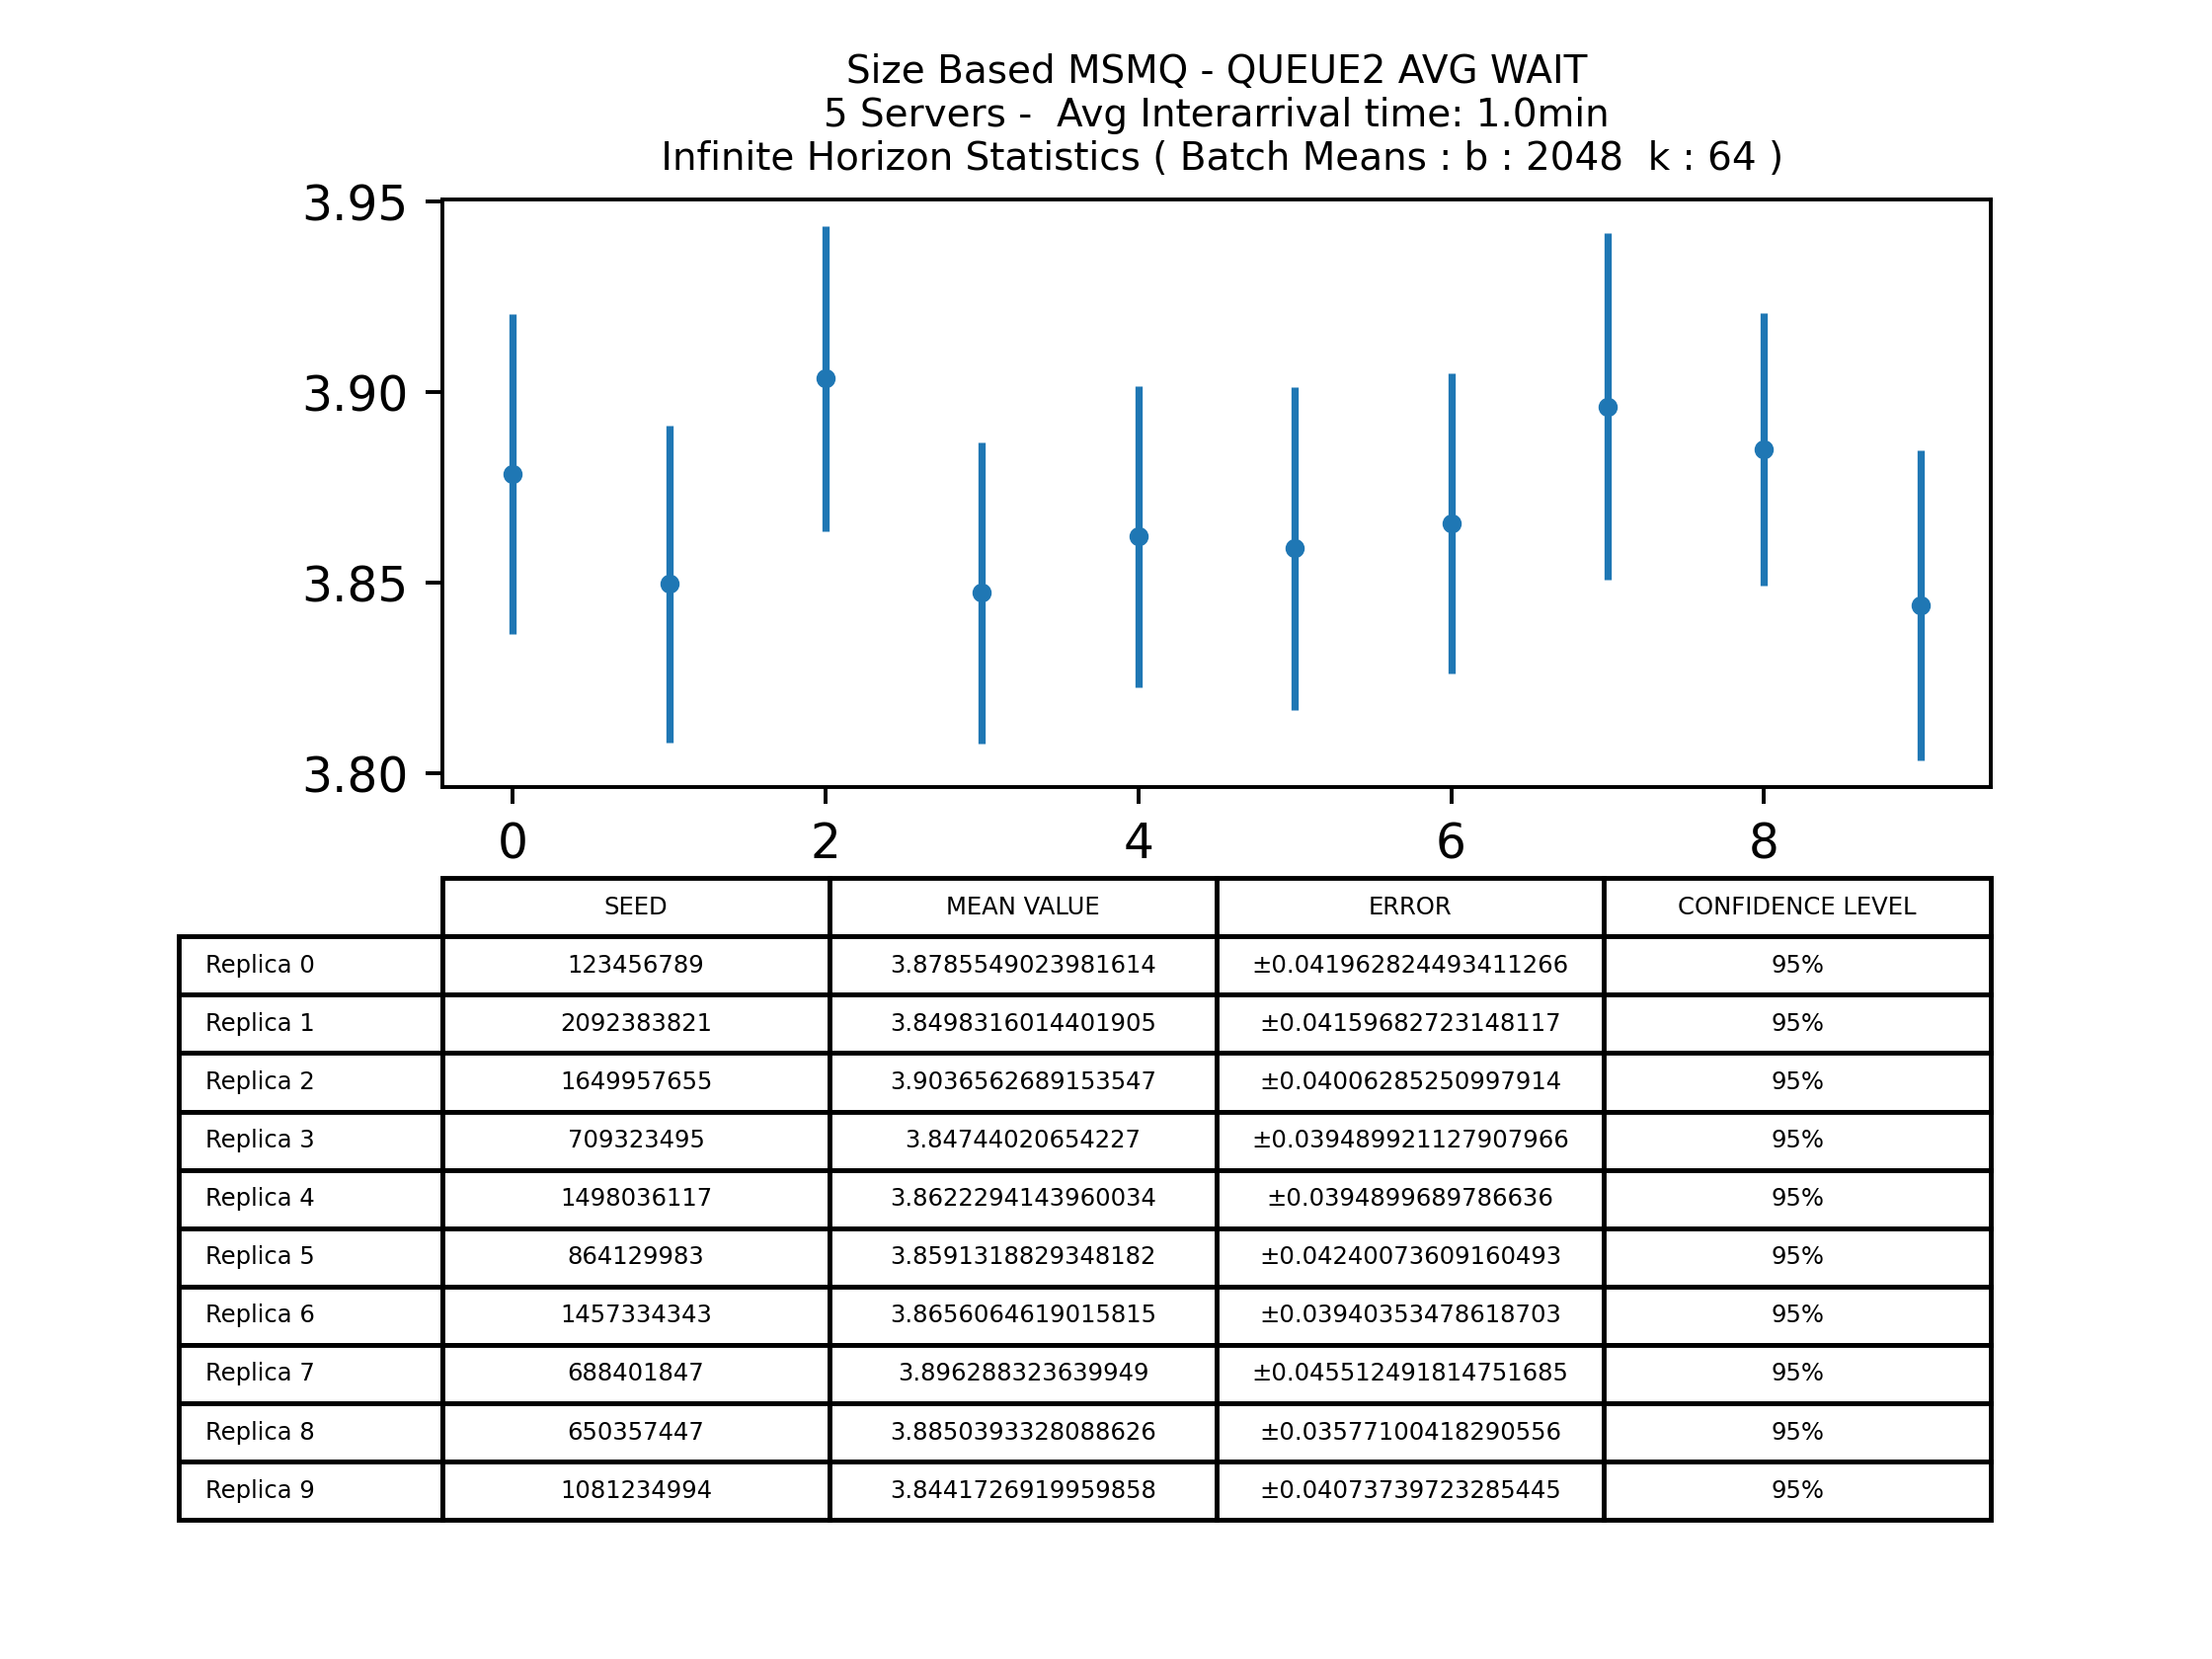 Size Based MSMQ - QUEUE2 AVG WAIT
5 Servers -  Avg Interarrival time: 1.0min
Infinite Horizon Statistics ( Batch Means : b : 2048  k : 64 )
3.95
3.90
3.85
3.80
0 2 4 6 8
SEED MEAN VALUE ERROR CONFIDENCE LEVEL
Replica 0 123456789 3.8785549023981614 ±0.041962824493411266 95%
Replica 1 2092383821 3.8498316014401905 ±0.04159682723148117 95%
Replica 2 1649957655 3.9036562689153547 ±0.04006285250997914 95%
Replica 3 709323495 3.84744020654227 ±0.039489921127907966 95%
Replica 4 1498036117 3.8622294143960034 ±0.0394899689786636 95%
Replica 5 864129983 3.8591318829348182 ±0.04240073609160493 95%
Replica 6 1457334343 3.8656064619015815 ±0.03940353478618703 95%
Replica 7 688401847 3.896288323639949 ±0.045512491814751685 95%
Replica 8 650357447 3.8850393328088626 ±0.03577100418290556 95%
Replica 9 1081234994 3.8441726919959858 ±0.04073739723285445 95%